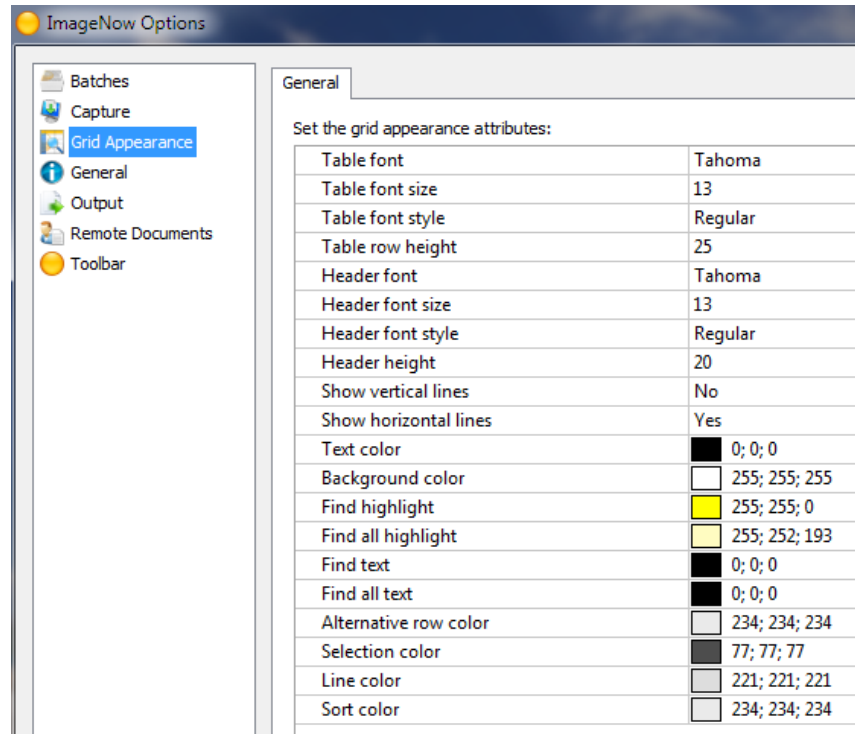 ImageNow Options
Batches
Capture
Grid Appearance
General
Output
Remote Documents
Toolbar
General
Set the grid appearance attributes:
Table font Tahoma
Table font size 13
Table font style Regular
Table row height 25
Header font Tahoma
Header font size 13
Header font style Regular
Header height 20
Show vertical lines No
Show horizontal lines Yes
Text color 0; 0; 0
Background color 255; 255; 255
Find highlight 255; 255; 0
Find all highlight 255; 252; 193
Find text 0; 0; 0
Find all text 0; 0; 0
Alternative row color 234; 234; 234
Selection color 77; 77; 77
Line color 221; 221; 221
Sort color 234; 234; 234